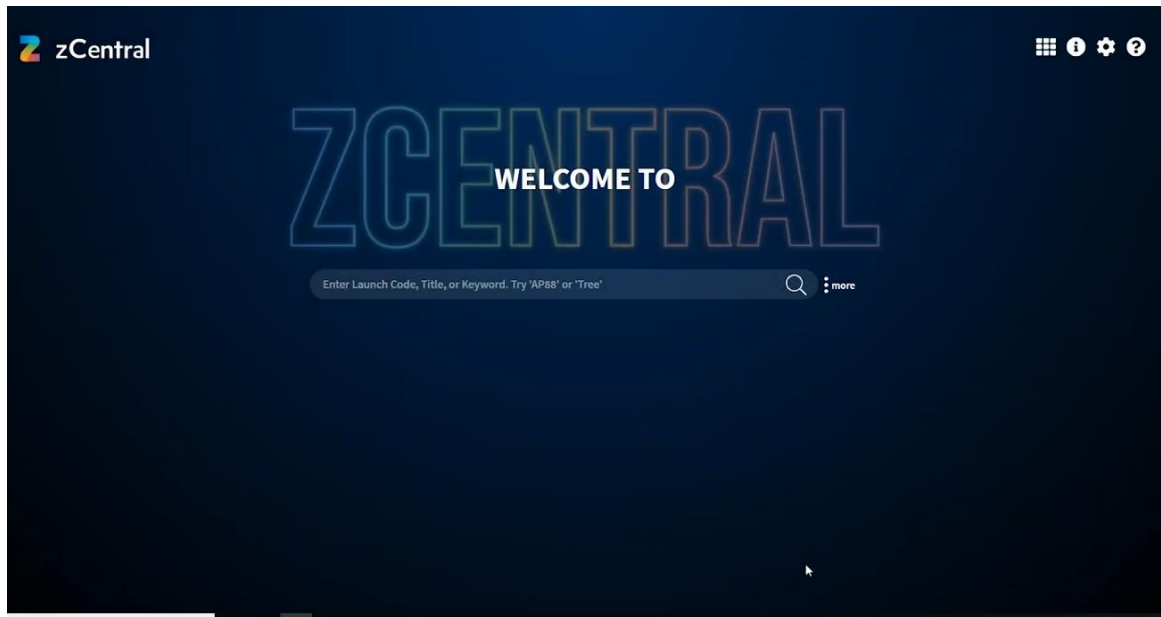 zCentral
ZCENTRAL
WELCOME TO
Enter Launch Code, Title, or Keyword. Try 'AP88' or 'Tree'
more